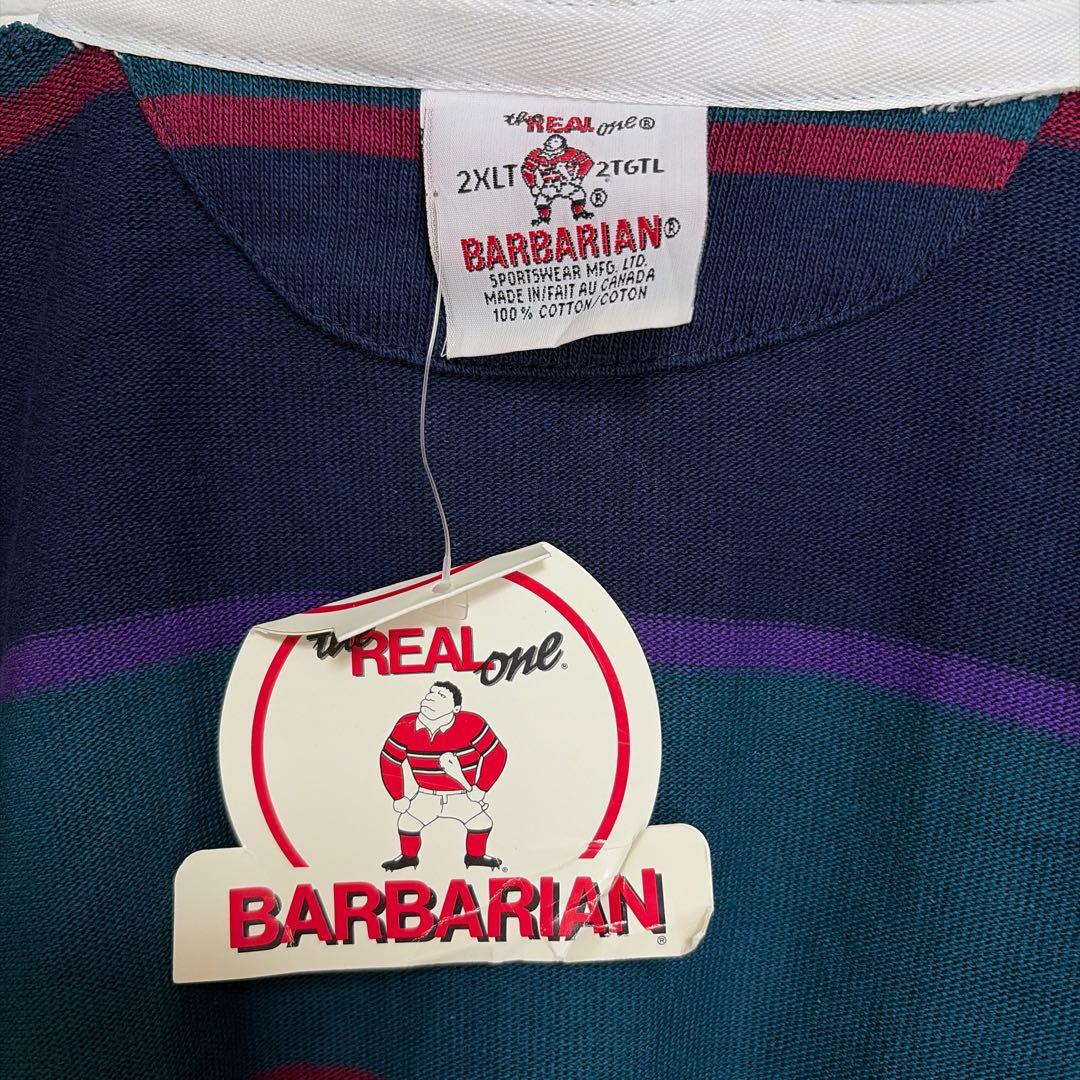 the REAL one®
2XLT 2TGTL
®
BARBARIAN®
SPORTSWEAR MFG. LTD.
MADE IN/FAIT AU CANADA
100% COTTON/COTON
the REAL one®
®
BARBARIAN®